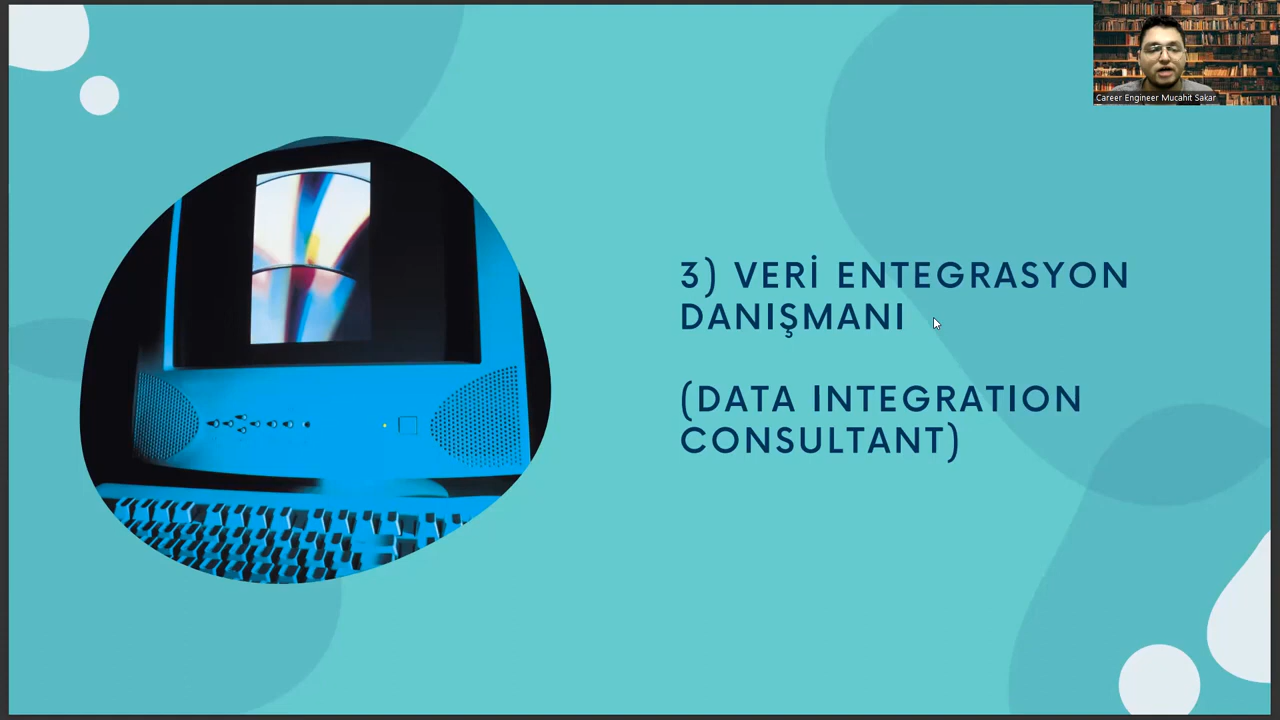 Career Engineer Mucahit Sakar
3) VERİ ENTEGRASYON
DANIŞMANI
(DATA INTEGRATION
CONSULTANT)